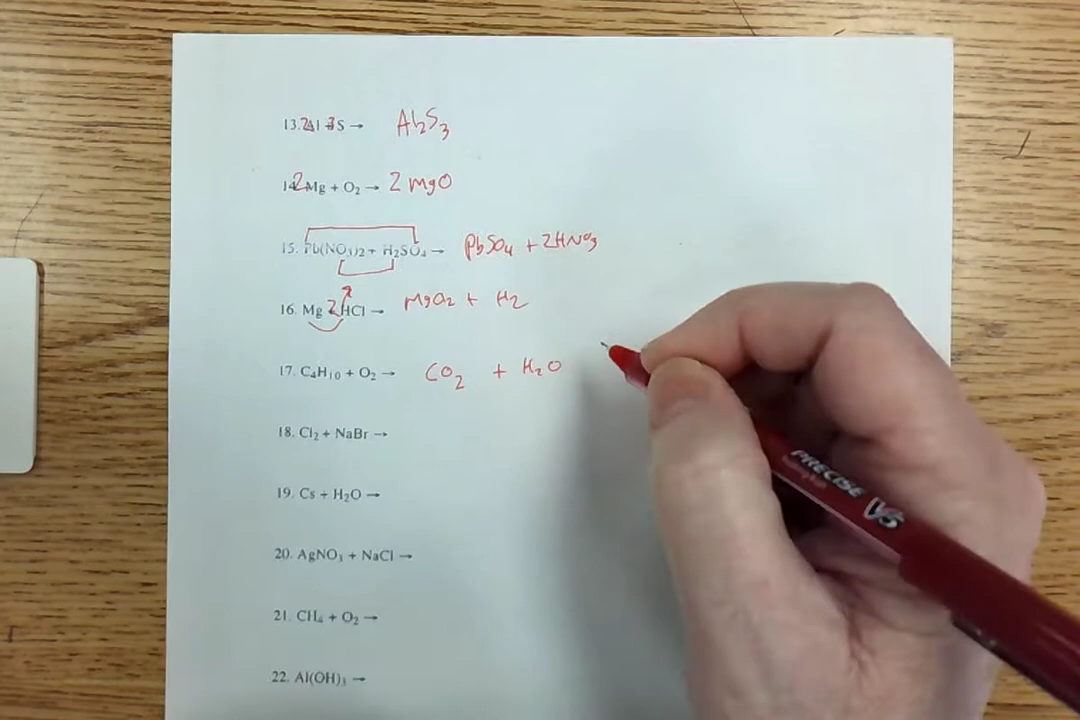 13. 2Al + 3S → Al₂S₃
14. 2Mg + O₂ → 2 MgO
15. Pb(NO₃)2 + H₂SO₄ → PbSO₄ + 2HNO₃
16. Mg 2HCl → MgCl₂ + H₂
17. C₄H₁₀ + O₂ → CO₂ + H₂O
18. Cl₂ + NaBr →
19. Cs + H₂O →
20. AgNO₃ + NaCl →
21. CH₄ + O₂ →
22. Al(OH)₃ →
PRECISE V5